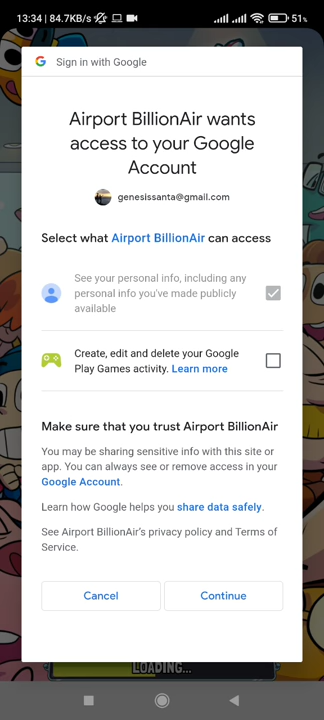 13:34 | 84.7KB/s
51%
G Sign in with Google
Airport BillionAir wants
access to your Google
Account
genesissanta@gmail.com
Select what Airport BillionAir can access
See your personal info, including any
personal info you've made publicly
available
Create, edit and delete your Google
Play Games activity. Learn more
Make sure that you trust Airport BillionAir
You may be sharing sensitive info with this site or
app. You can always see or remove access in your
Google Account.
Learn how Google helps you share data safely.
See Airport BillionAir's privacy policy and Terms of
Service.
Cancel
Continue
LOADING...